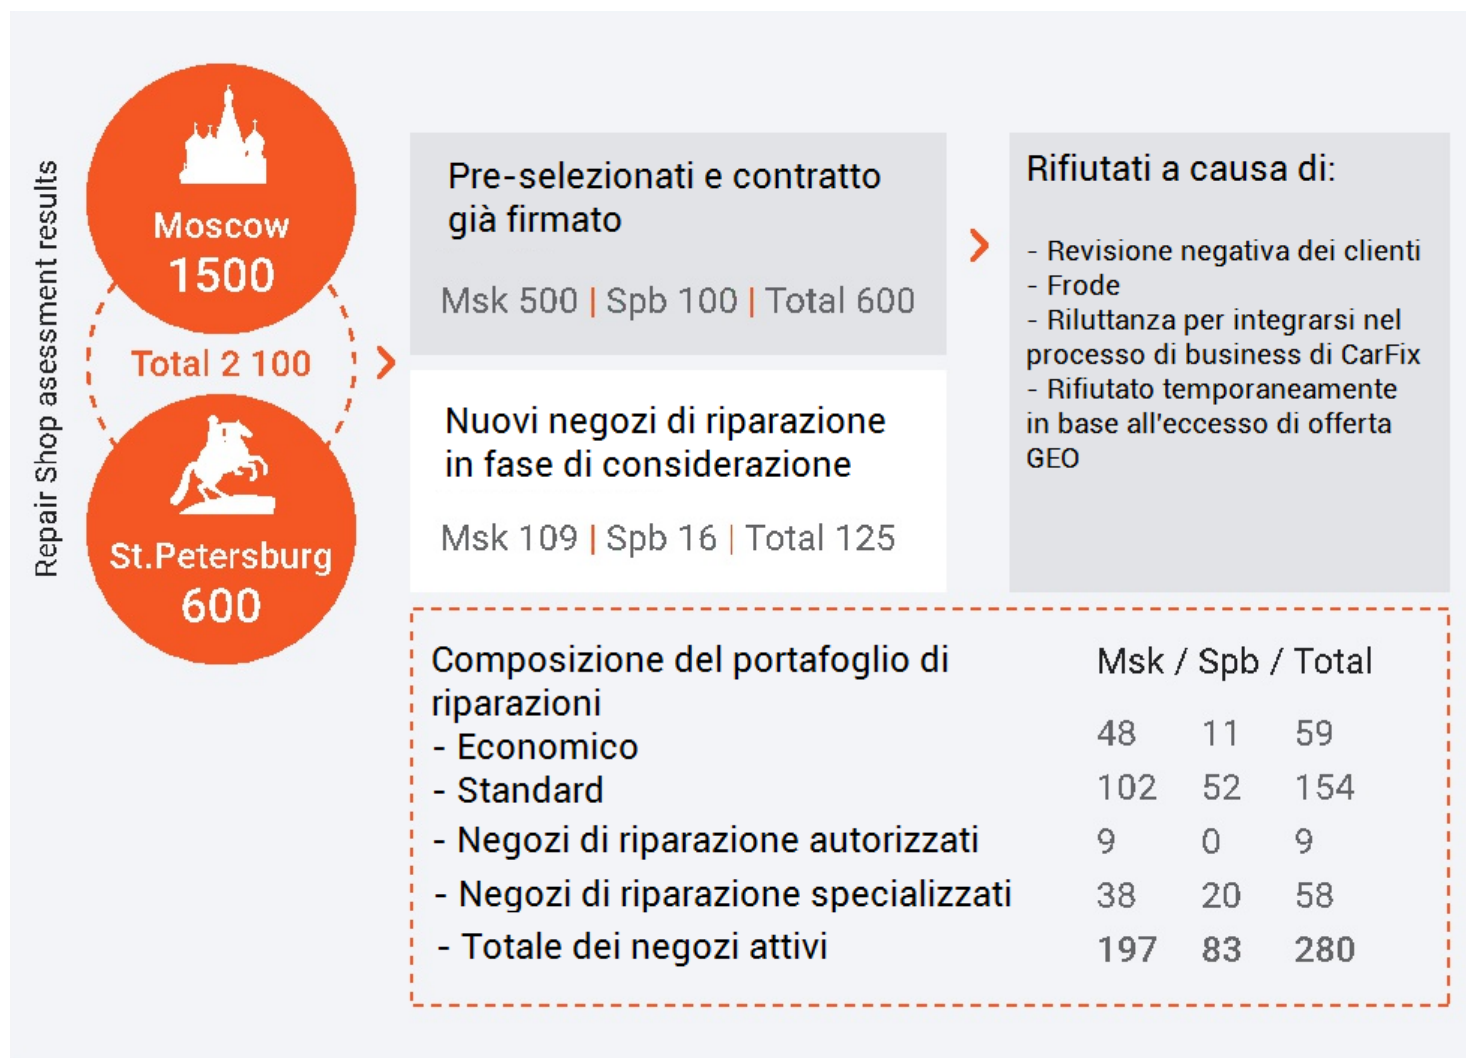 Repair Shop asessment results
Moscow
1500
Total 2 100
St.Petersburg
600
Pre-selezionati e contratto
già firmato
Msk 500 | Spb 100 | Total 600
Nuovi negozi di riparazione
in fase di considerazione
Msk 109 | Spb 16 | Total 125
Rifiutati a causa di:
- Revisione negativa dei clienti
- Frode
- Riluttanza per integrarsi nel
processo di business di CarFix
- Rifiutato temporaneamente
in base all'eccesso di offerta
GEO
Composizione del portafoglio di
riparazioni
Msk / Spb / Total
- Economico 48 11 59
- Standard 102 52 154
- Negozi di riparazione autorizzati 9 0 9
- Negozi di riparazione specializzati 38 20 58
- Totale dei negozi attivi 197 83 280